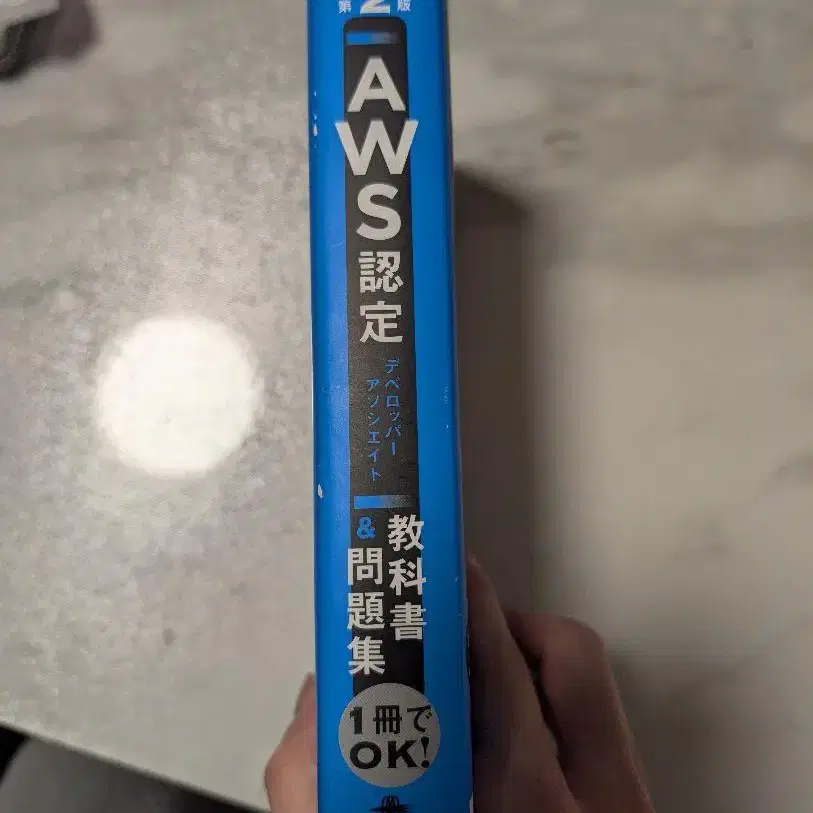 第2版
AWS認定
デベロッパー
アソシエイト
教科書
&問題集
1冊で
OK!